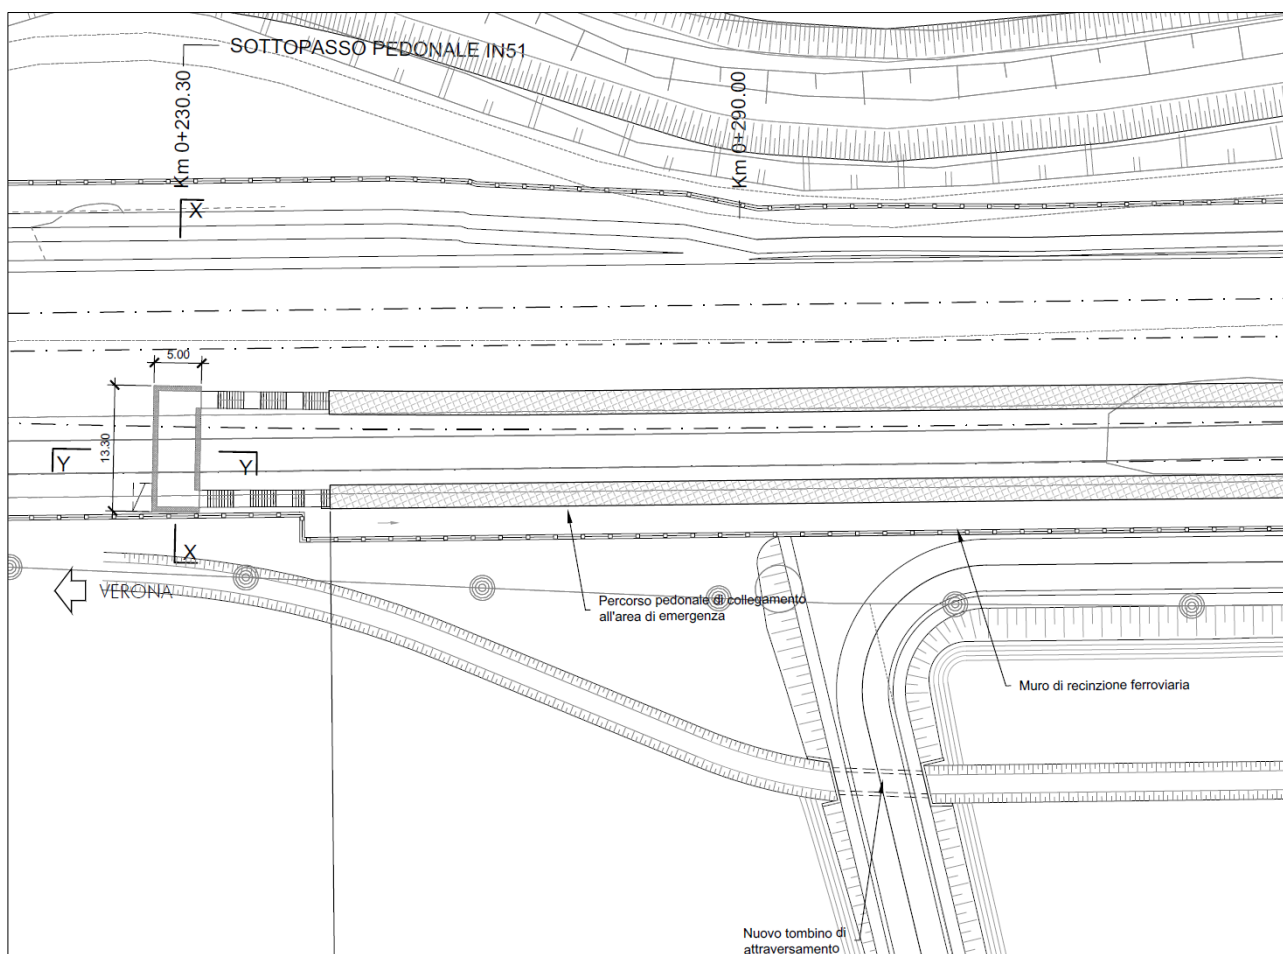 SOTTOPASSO PEDONALE IN51
Km 0+230.30
Km 0+290.00
X
5.00
13.30
Y
Y
X
VERONA
Percorso pedonale di collegamento
all'area di emergenza
Muro di recinzione ferroviaria
Nuovo tombino di
attraversamento